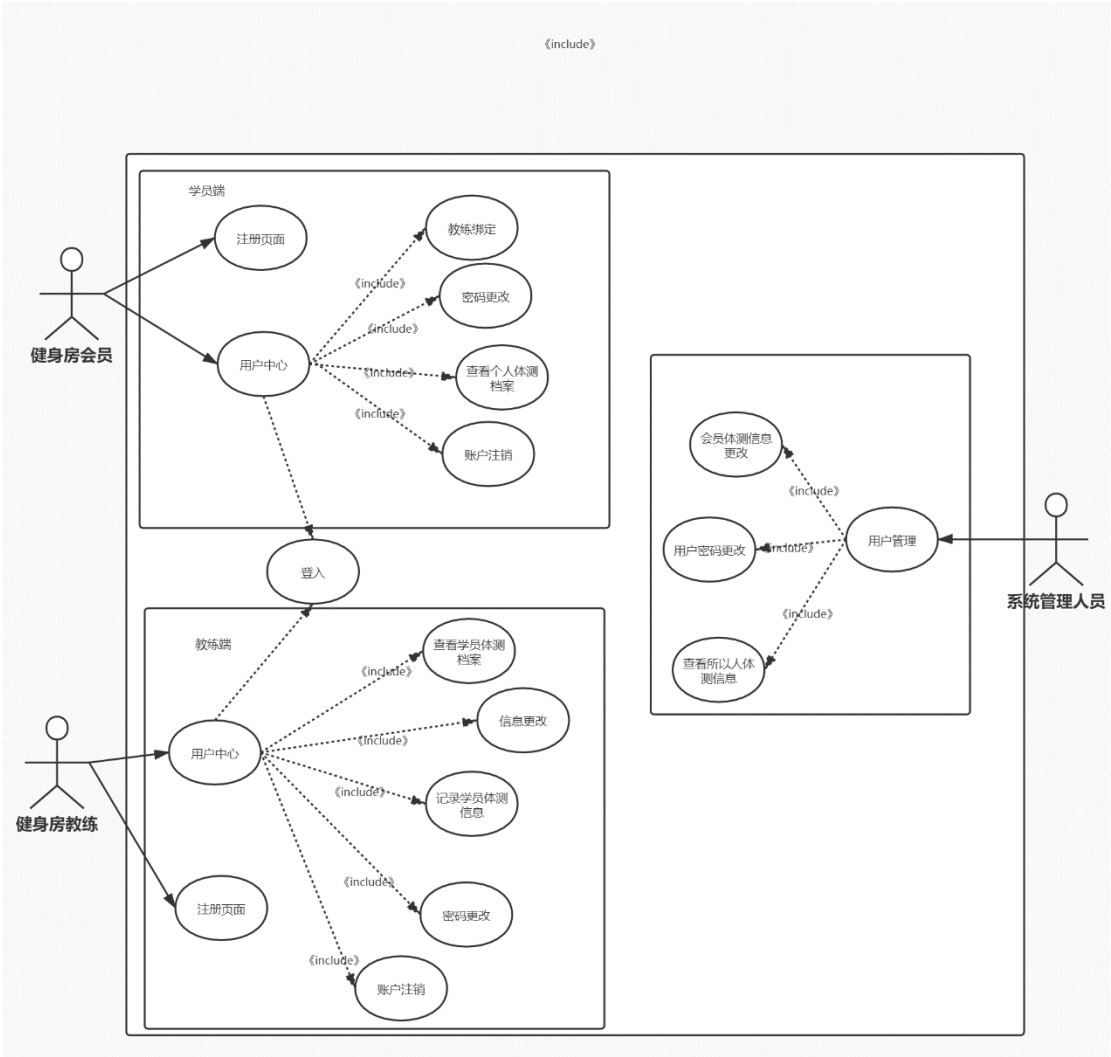 《include》
学员端
注册页面
教练绑定
《include》
密码更改
《include》
健身房会员
用户中心
《include》
查看个人体测
档案
《include》
账户注销
会员体测信息
更改
《include》
用户密码更改
《include》
用户管理
系统管理人员
《include》
查看所以人体
测信息
登入
教练端
查看学员体测
档案
《include》
信息更改
《include》
用户中心
健身房教练
《include》
记录学员体测
信息
《include》
密码更改
注册页面
《include》
账户注销